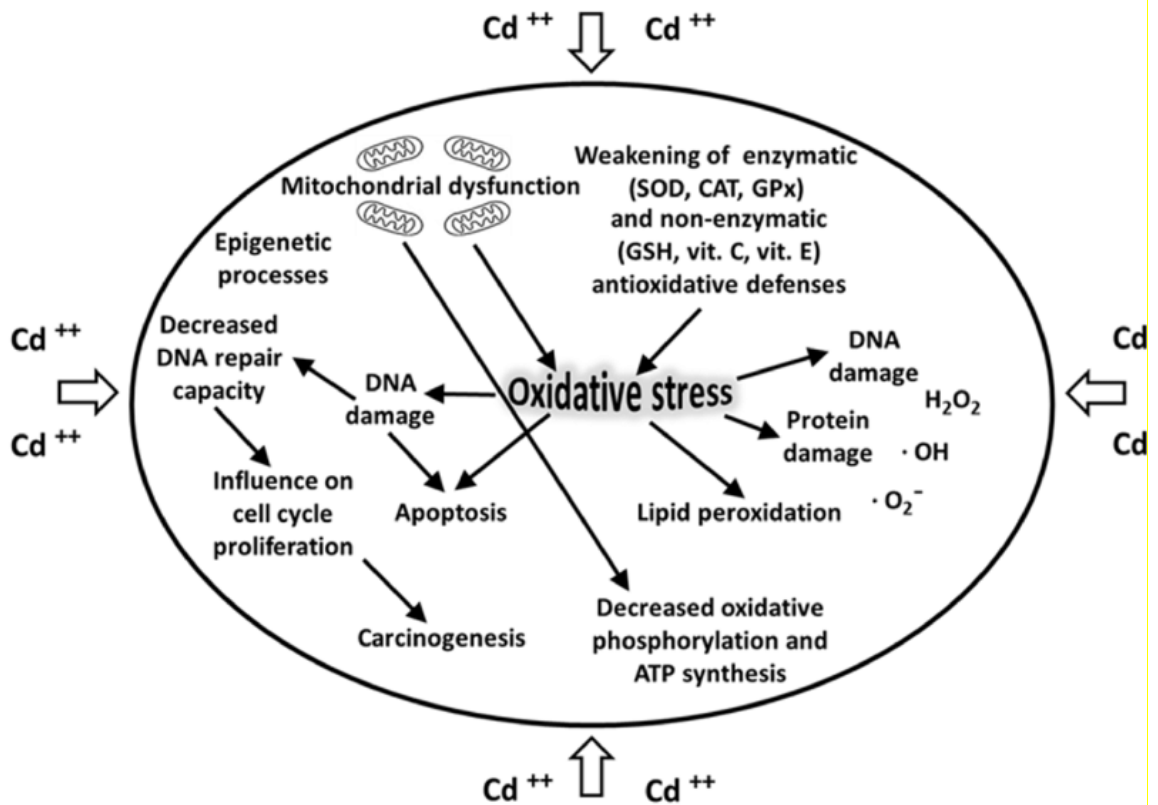 Cd ++ Cd ++
Mitochondrial dysfunction
Weakening of enzymatic
(SOD, CAT, GPx)
and non-enzymatic
(GSH, vit. C, vit. E)
antioxidative defenses
Epigenetic
processes
Cd ++
Cd ++
Decreased
DNA repair
capacity
DNA
damage
Oxidative stress
DNA
damage
H₂O₂
Protein
damage
· OH
· O₂⁻
Cd
Cd
Influence on
cell cycle
proliferation
Apoptosis
Lipid peroxidation
Carcinogenesis
Decreased oxidative
phosphorylation and
ATP synthesis
Cd ++ Cd ++